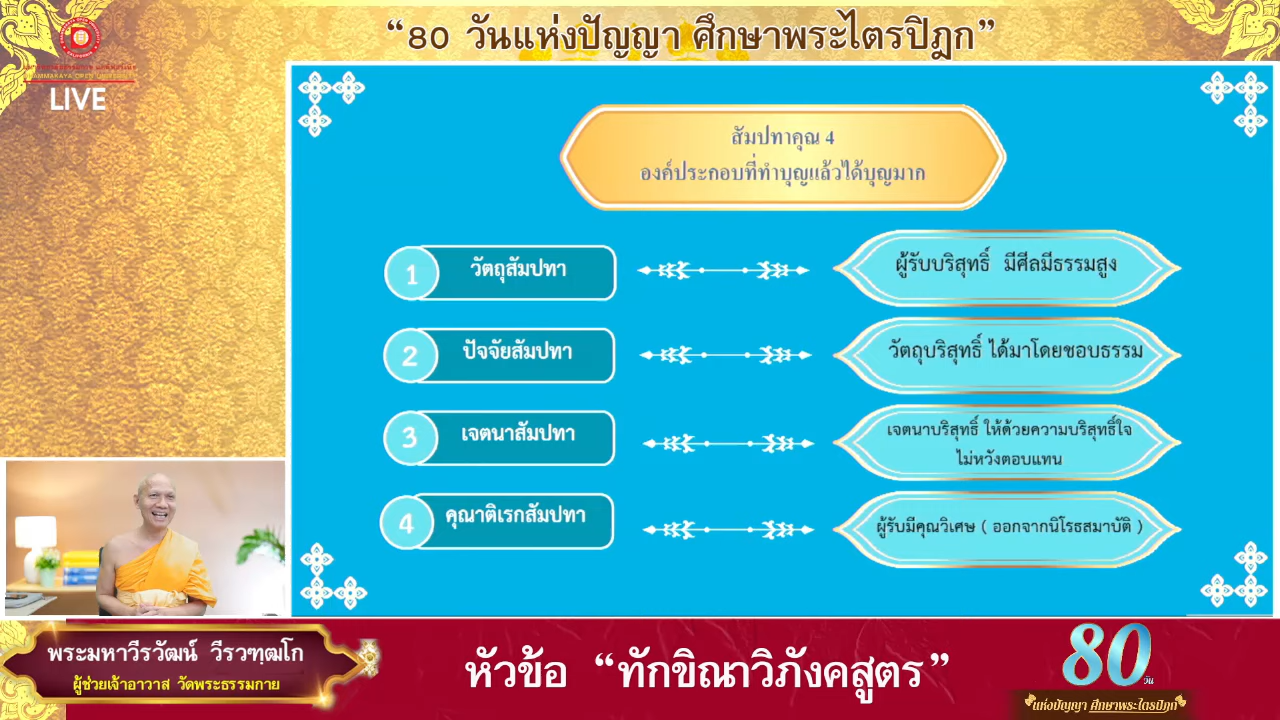 “80 วันแห่งปัญญา ศึกษาพระไตรปิฎก”
LIVE
สัมปทาคุณ 4
องค์ประกอบที่ทำบุญแล้วได้บุญมาก
1 วัตถุสัมปทา
ผู้รับบริสุทธิ์ มีศีลมีธรรมสูง
2 ปัจจัยสัมปทา
วัตถุบริสุทธิ์ ได้มาโดยชอบธรรม
3 เจตนาสัมปทา
เจตนาบริสุทธิ์ ให้ด้วยความบริสุทธิ์ใจ
ไม่หวังตอบแทน
4 คุณาติเรกสัมปทา
ผู้รับมีคุณวิเศษ ( ออกจากนิโรธสมาบัติ )
พระมหาวีรวัฒน์ วีรวฑฺฒโก
ผู้ช่วยเจ้าอาวาส วัดพระธรรมกาย
หัวข้อ “ทักขิณาวิภังคสูตร”
80
วัน
แห่งปัญญา ศึกษาพระไตรปิฎก